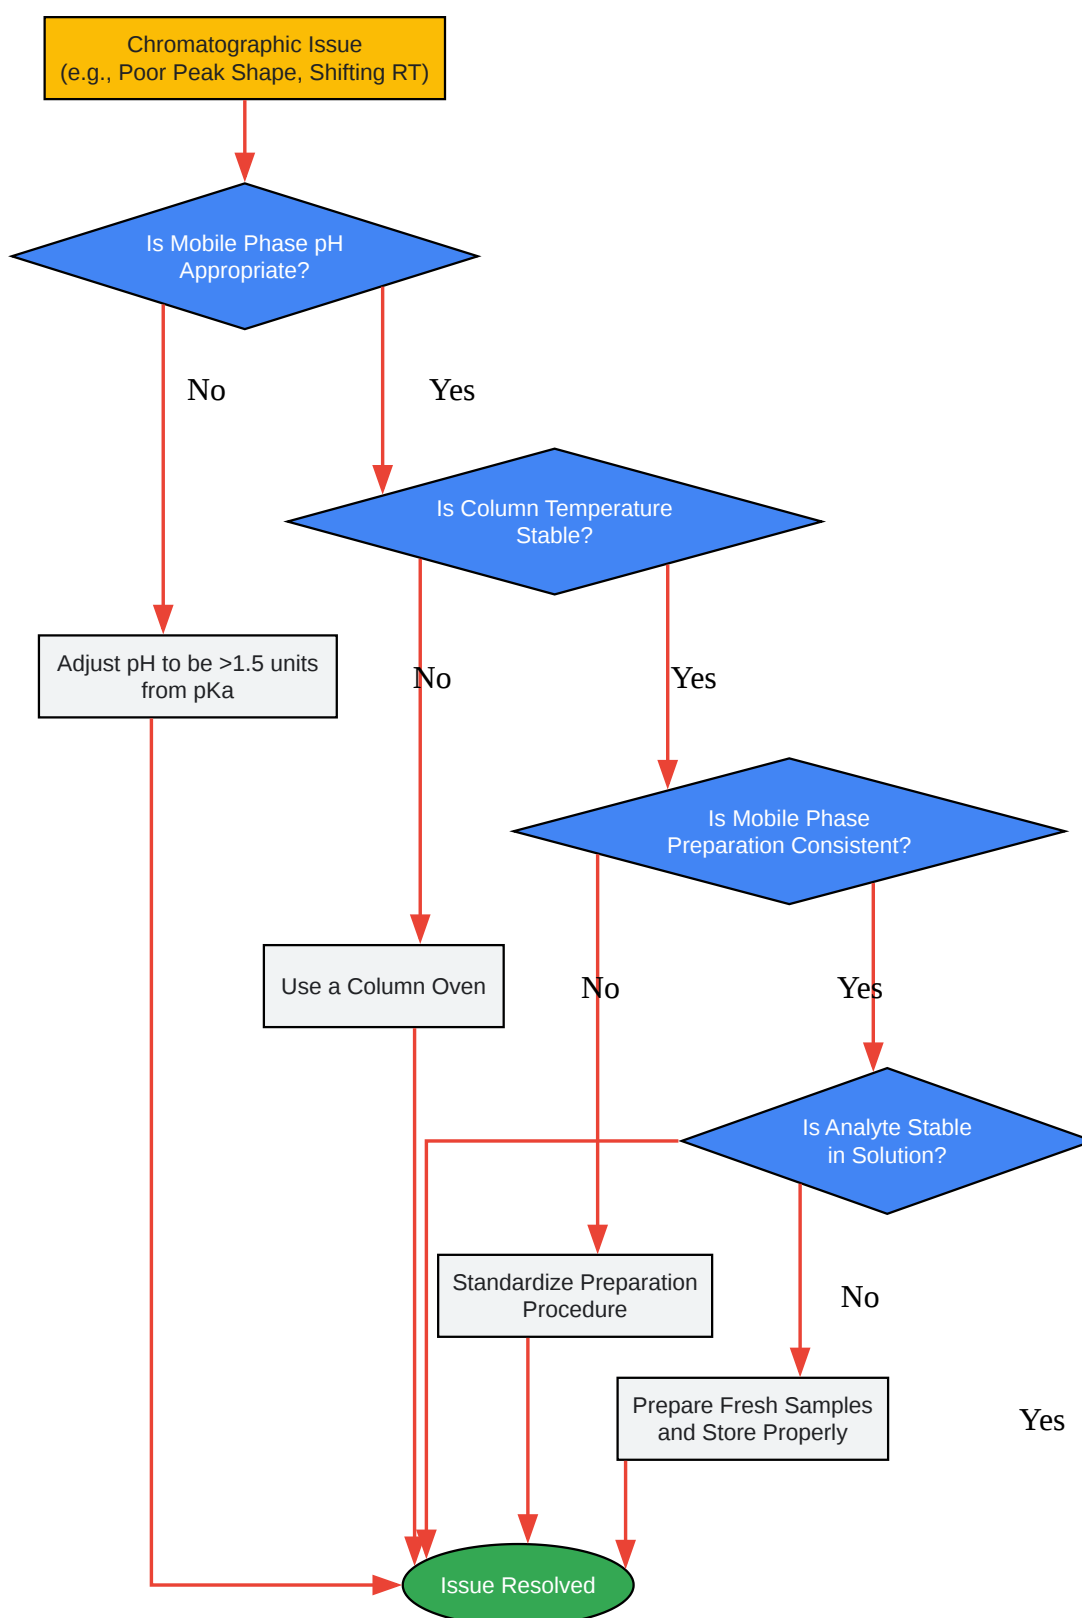 Chromatographic Issue
(e.g., Poor Peak Shape, Shifting RT)
Is Mobile Phase pH
Appropriate?
No
Yes
Is Column Temperature
Stable?
Adjust pH to be >1.5 units
from pKa
No
Yes
Is Mobile Phase
Preparation Consistent?
Use a Column Oven
No
Yes
Is Analyte Stable
in Solution?
Standardize Preparation
Procedure
No
Prepare Fresh Samples
and Store Properly
Yes
Issue Resolved